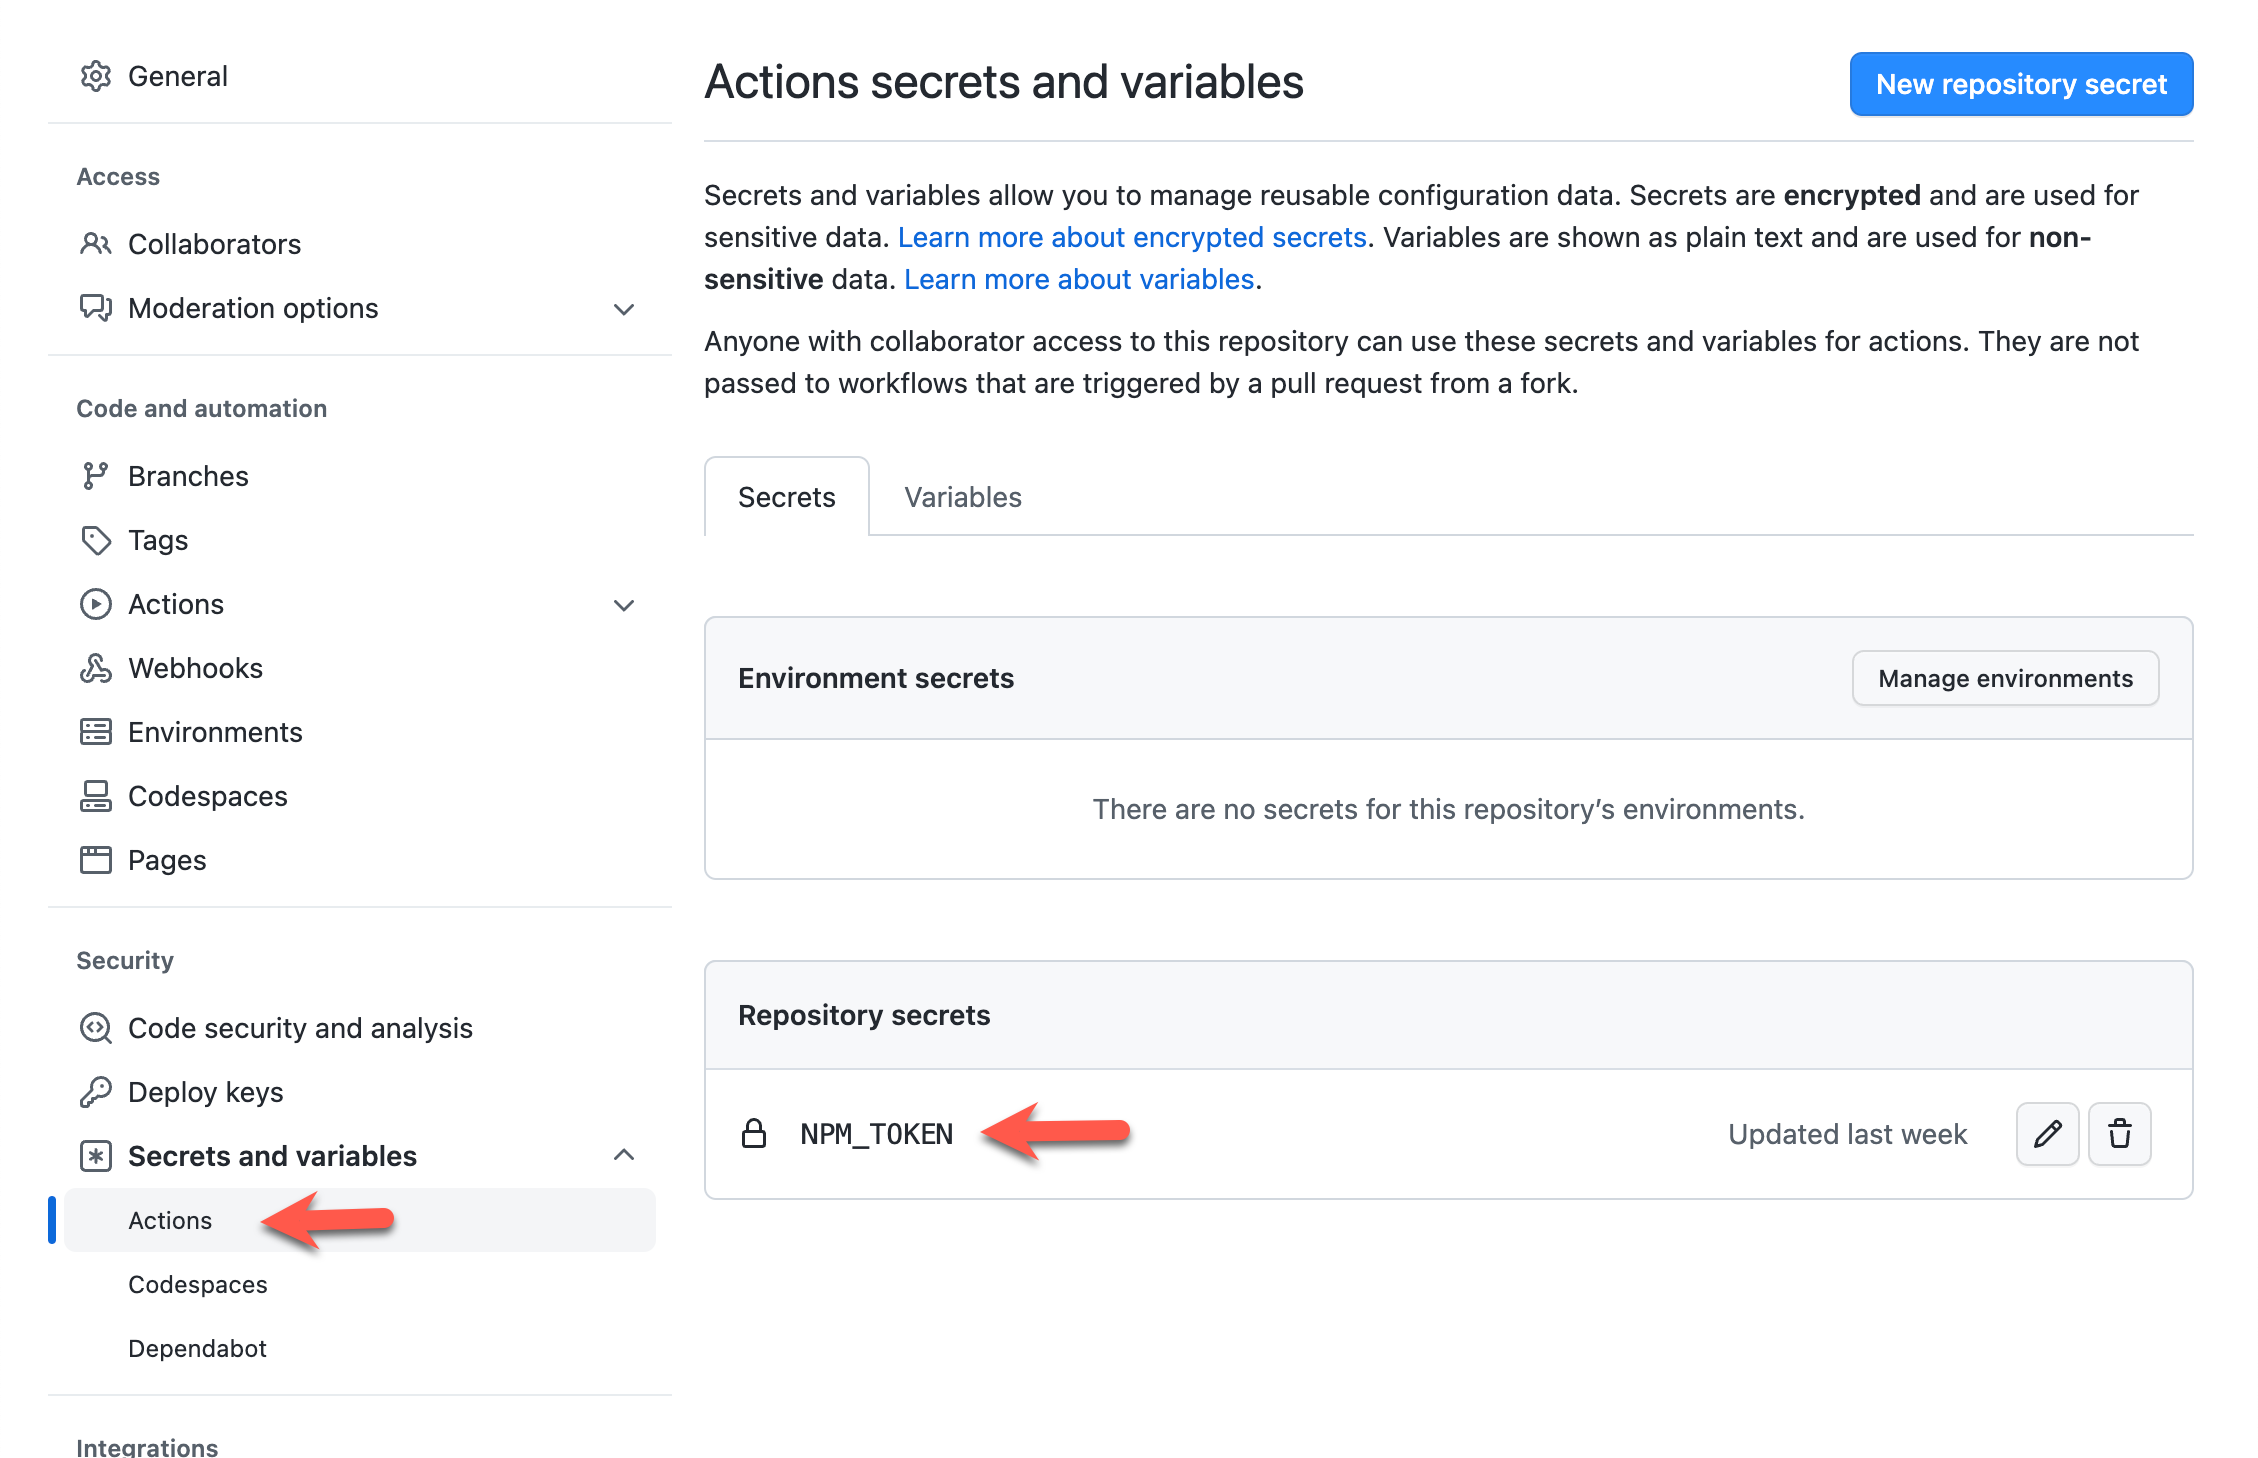 General
Access
Collaborators
Moderation options
Code and automation
Branches
Tags
Actions
Webhooks
Environments
Codespaces
Pages
Security
Code security and analysis
Deploy keys
Secrets and variables
Actions
Codespaces
Dependabot
Integrations
Actions secrets and variables
New repository secret
Secrets and variables allow you to manage reusable configuration data. Secrets are encrypted and are used for
sensitive data. Learn more about encrypted secrets. Variables are shown as plain text and are used for non-
sensitive data. Learn more about variables.
Anyone with collaborator access to this repository can use these secrets and variables for actions. They are not
passed to workflows that are triggered by a pull request from a fork.
Secrets
Variables
Environment secrets
Manage environments
There are no secrets for this repository’s environments.
Repository secrets
NPM_TOKEN
Updated last week